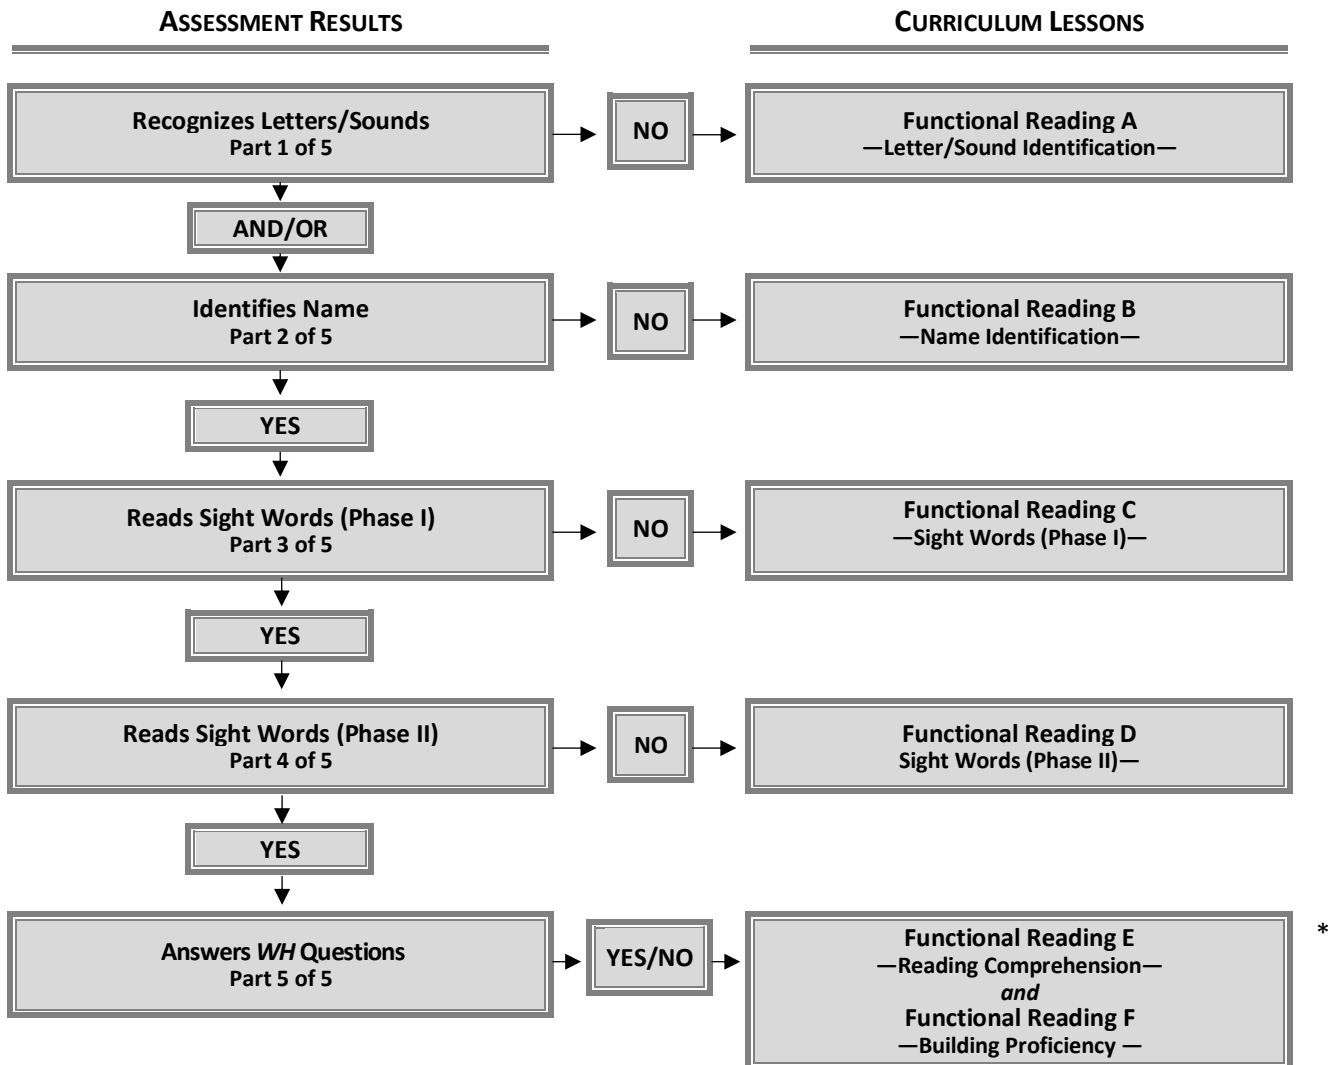 ASSESSMENT RESULTS
CURRICULUM LESSONS
Recognizes Letters/Sounds
Part 1 of 5
NO
Functional Reading A
—Letter/Sound Identification—
AND/OR
Identifies Name
Part 2 of 5
NO
Functional Reading B
—Name Identification—
YES
Reads Sight Words (Phase I)
Part 3 of 5
NO
Functional Reading C
—Sight Words (Phase I)—
YES
Reads Sight Words (Phase II)
Part 4 of 5
NO
Functional Reading D
Sight Words (Phase II)—
YES
Answers WH Questions
Part 5 of 5
YES/NO
Functional Reading E
—Reading Comprehension—
and
Functional Reading F
—Building Proficiency —
*